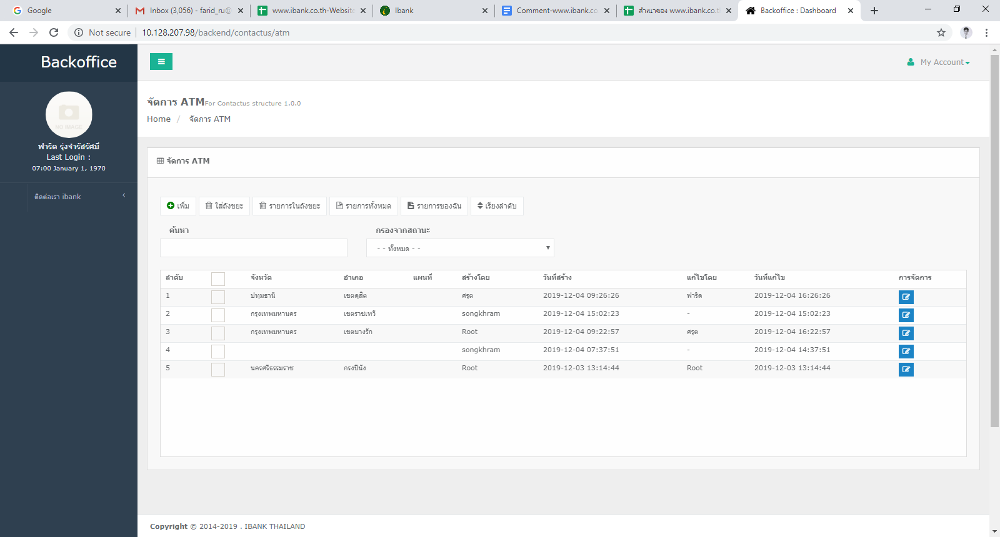 Google
Inbox (3,056) - farid_ru@
www.ibank.co.th-Website
Ibank
Comment-www.ibank.co
สำเนาของ www.ibank.co.t
Backoffice : Dashboard
Not secure
10.128.207.98/backend/contactus/atm
Backoffice
My Account
NO IMAGE
ฟาริด รุ่งจำรัสรัศมี
Last Login :
07:00 January 1, 1970
ติดต่อเรา ibank
จัดการ ATM For Contactus structure 1.0.0
Home / จัดการ ATM
จัดการ ATM
เพิ่ม ใส่ถังขยะ รายการในถังขยะ รายการทั้งหมด รายการของฉัน เรียงลำดับ
ค้นหา กรองจากสถานะ
- - ทั้งหมด - -
ลำดับ จังหวัด อำเภอ แผนที่ สร้างโดย วันที่สร้าง แก้ไขโดย วันที่แก้ไข การจัดการ
1 ปทุมธานี เขตดุสิต ศรุต 2019-12-04 09:26:26 ฟาริด 2019-12-04 16:26:26
2 กรุงเทพมหานคร เขตราชเทวี songkhram 2019-12-04 15:02:23 - 2019-12-04 15:02:23
3 กรุงเทพมหานคร เขตบางรัก Root 2019-12-04 09:22:57 ศรุต 2019-12-04 16:22:57
4 songkhram 2019-12-04 07:37:51 - 2019-12-04 14:37:51
5 นครศรีธรรมราช กรงปินัง Root 2019-12-03 13:14:44 Root 2019-12-03 13:14:44
Copyright © 2014-2019 . IBANK THAILAND